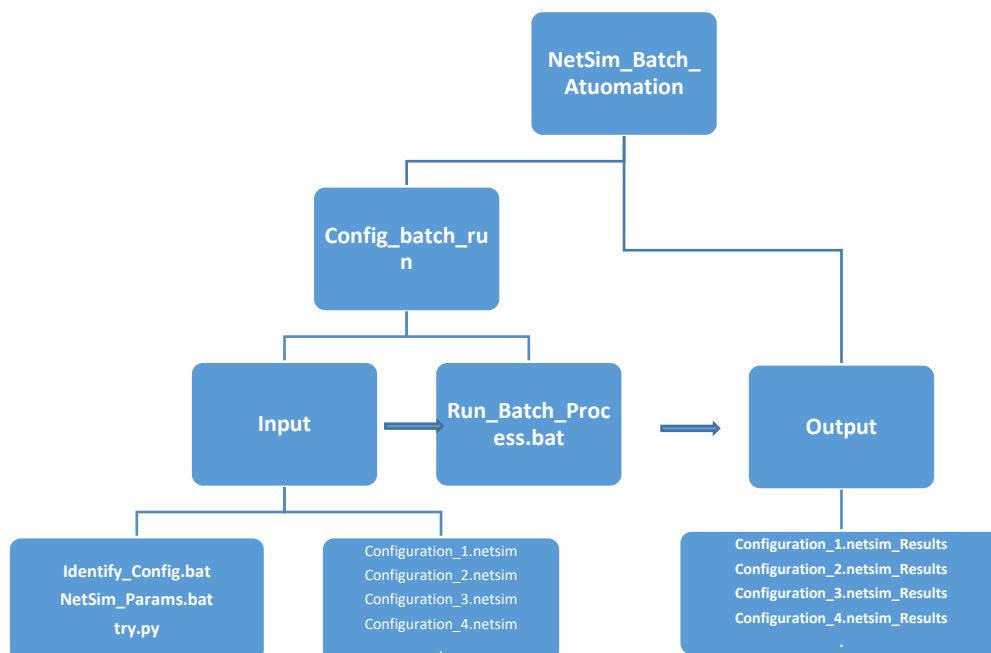 NetSim_Batch_
Atuomation
Config_batch_ru
n
Input
Run_Batch_Proc
ess.bat
Output
Identify_Config.bat
NetSim_Params.bat
try.py
Configuration_1.netsim
Configuration_2.netsim
Configuration_3.netsim
Configuration_4.netsim
.
Configuration_1.netsim_Results
Configuration_2.netsim_Results
Configuration_3.netsim_Results
Configuration_4.netsim_Results
.